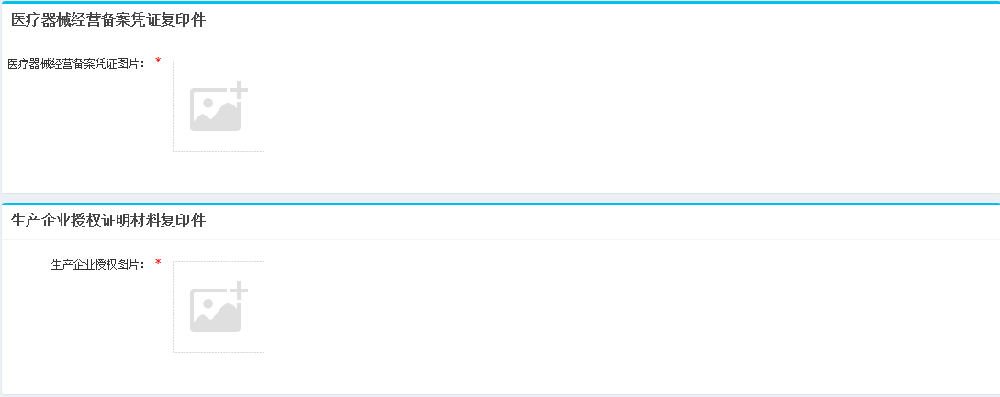 医疗器械经营备案凭证复印件
医疗器械经营备案凭证图片： *
生产企业授权证明材料复印件
生产企业授权图片： *